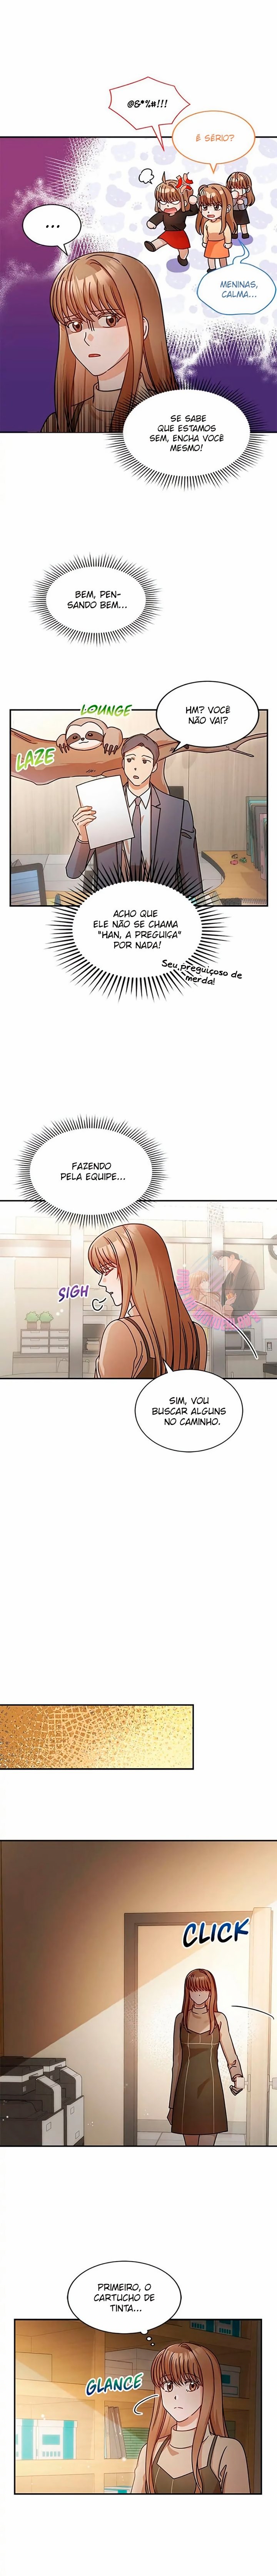 @&*%#!!!
É SÉRIO?
...
MENINAS,
CALMA...
SE SABE
QUE ESTAMOS
SEM, ENCHA VOCÊ
MESMO!
BEM, PEN-
SANDO BEM...
LOUNGE
LAZE
HM? VOCÊ
NÃO VAI?
ACHO QUE
ELE NÃO SE CHAMA
"HAN, A PREGUIÇA"
POR NADA!
Seu preguiçoso de
merda!
FAZENDO
PELA EQUIPE...
SIGH
SIM, VOU
BUSCAR ALGUNS
NO CAMINHO.
CLICK
PRIMEIRO, O
CARTUCHO DE
TINTA...
GLANCE